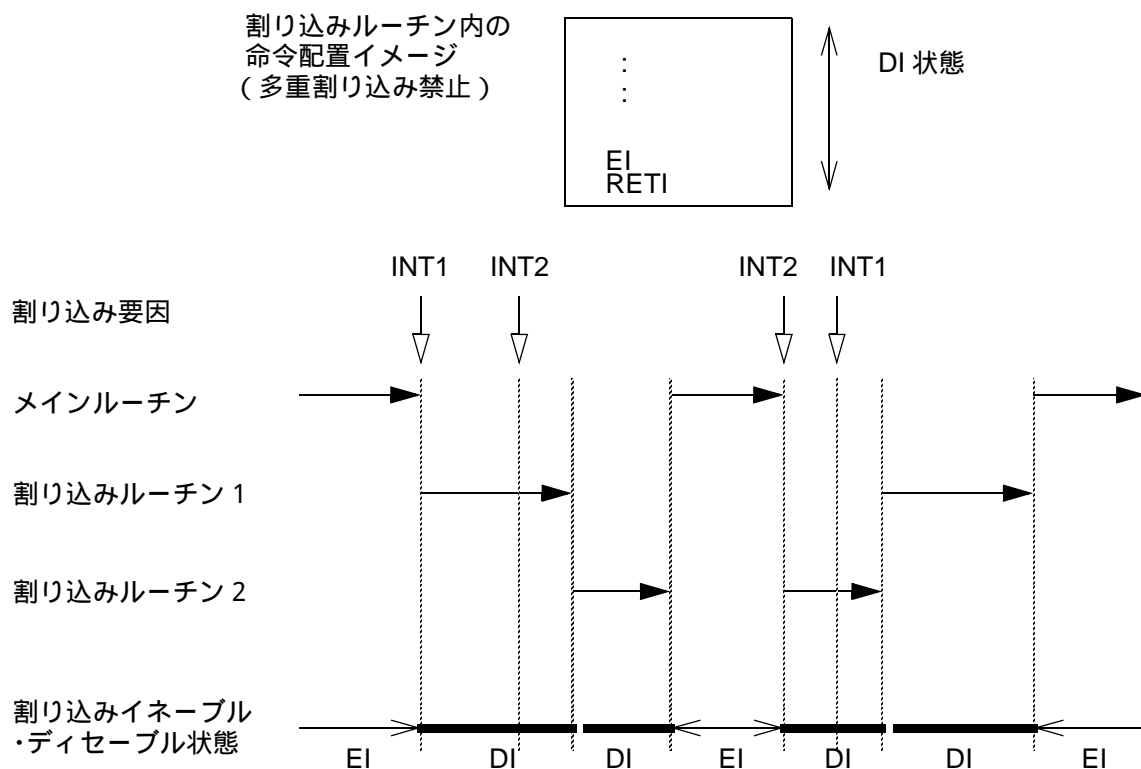 割り込みルーチン内の
命令配置イメージ
(多重割り込み禁止)
:
:
EI
RETI
DI 状態
INT1 INT2 INT2 INT1
割り込み要因
メインルーチン
割り込みルーチン 1
割り込みルーチン 2
割り込みイネーブル
・ディセーブル状態
EI DI DI EI DI DI EI